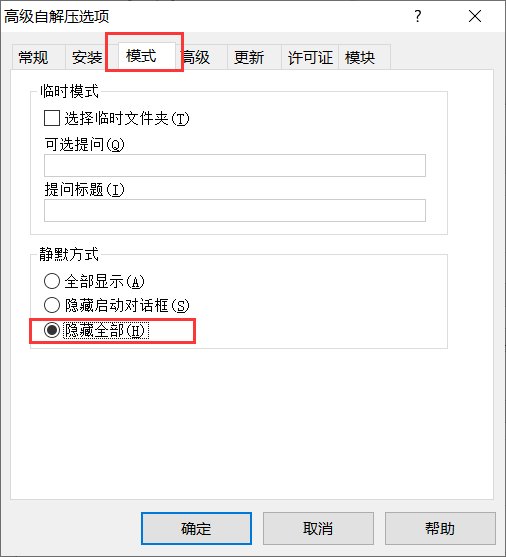 高级自解压选项
?
常规 安装 模式 高级 更新 许可证 模块
临时模式
选择临时文件夹(T)
可选提问(Q)
提问标题(I)
静默方式
全部显示(A)
隐藏启动对话框(S)
隐藏全部(H)
确定 取消 帮助